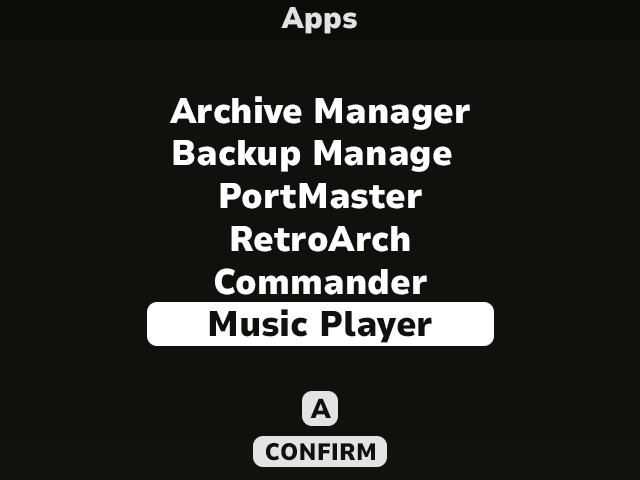 Apps
Archive Manager
Backup Manage
PortMaster
RetroArch
Commander
Music Player
A
CONFIRM